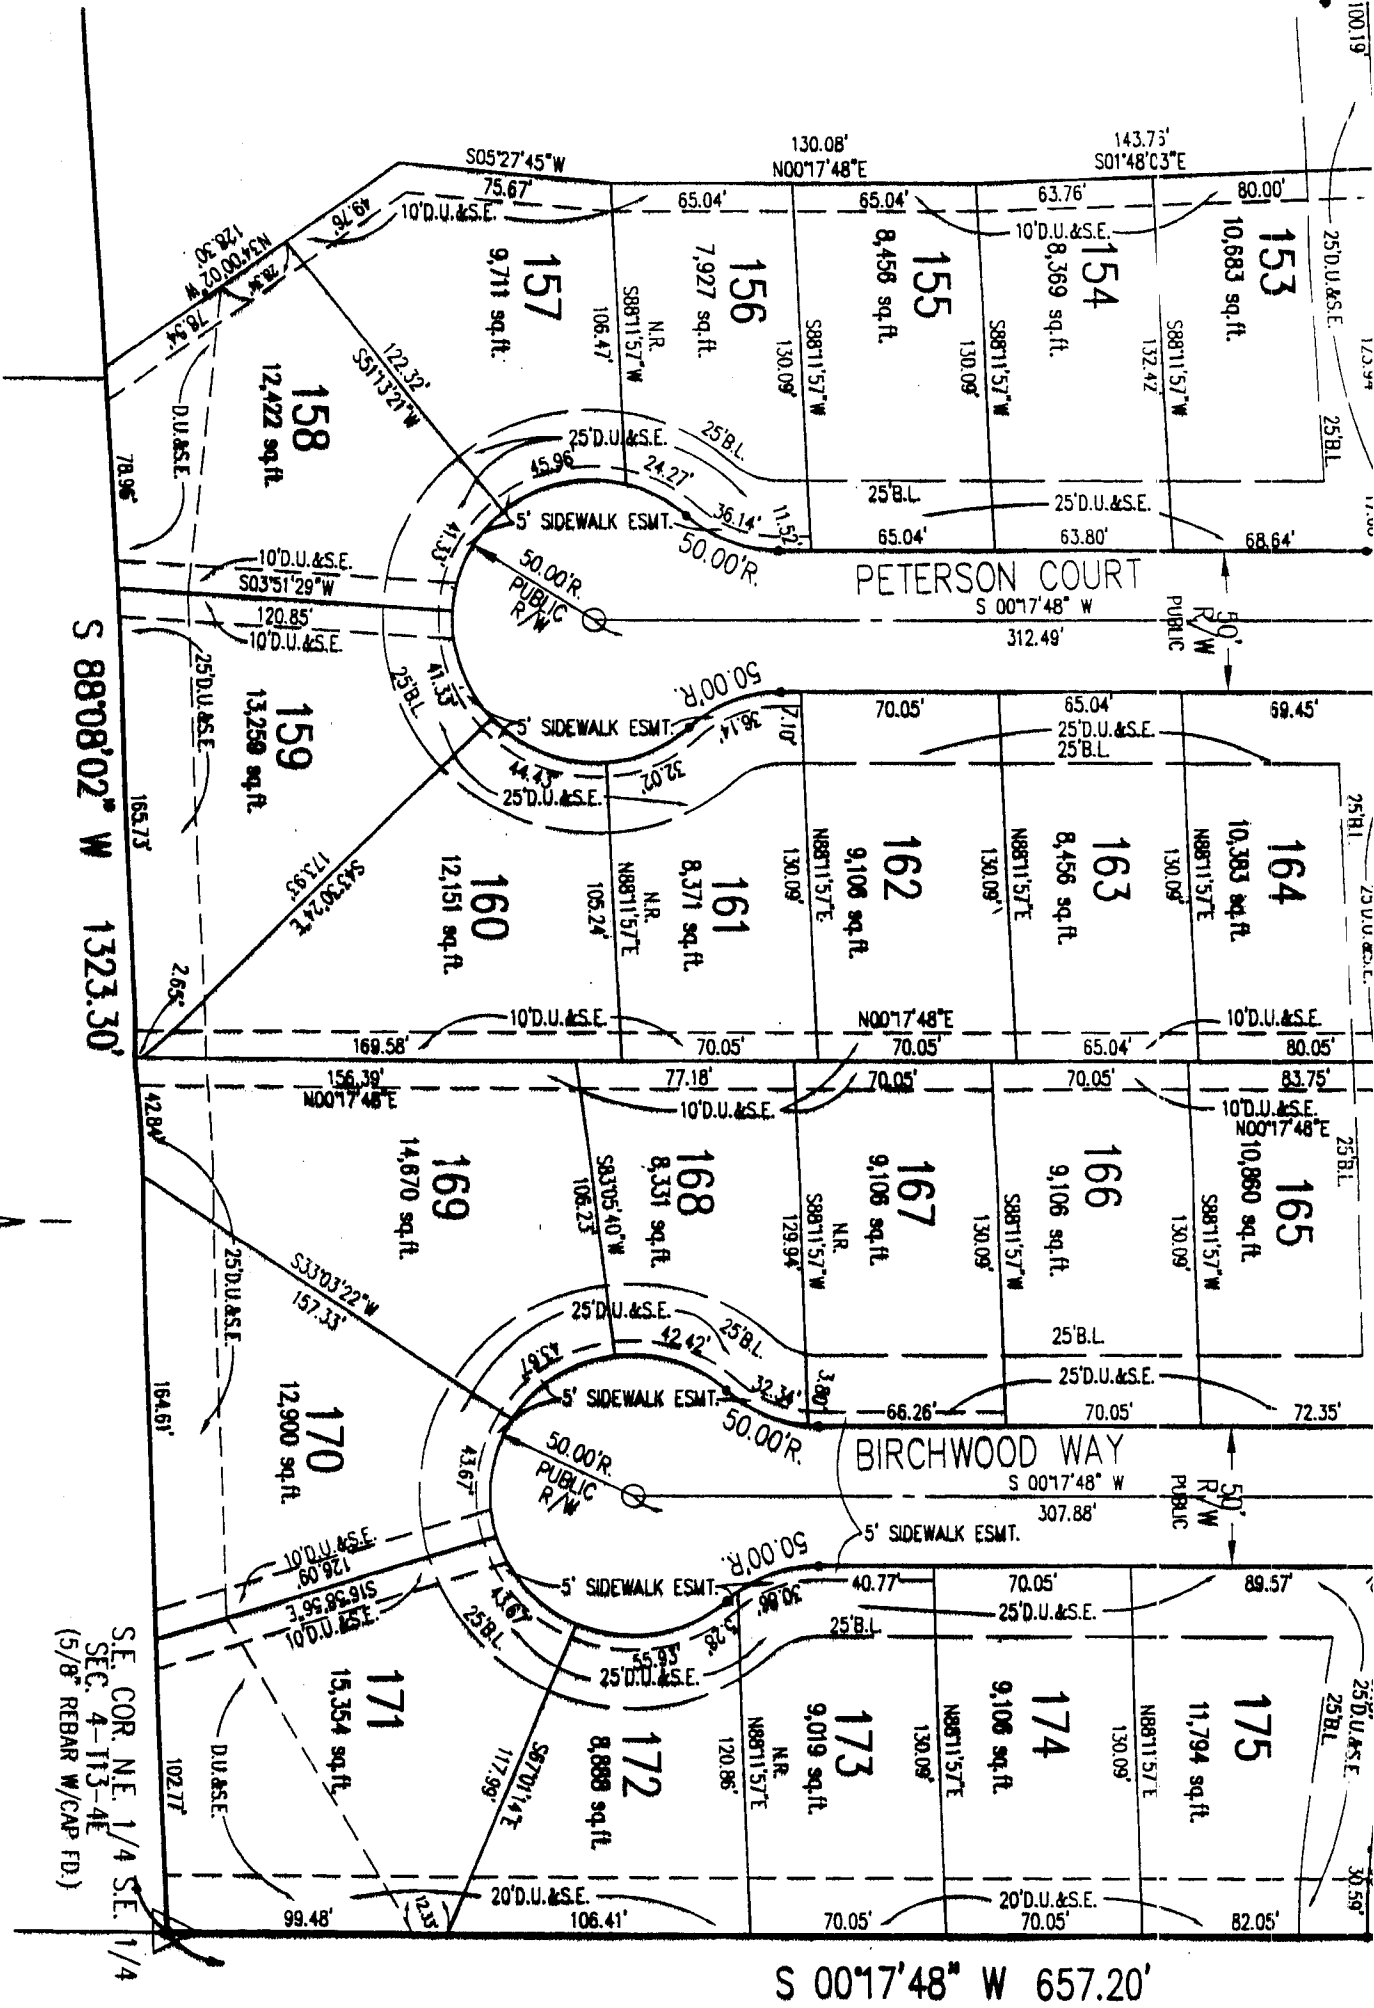 100.19'
130.08'
N00°17'48"E
143.75'
S01°48'03"E
S05°27'45"W
75.67'
65.04'
65.04'
63.76'
80.00'
10'D.U.&S.E.
10'D.U.&S.E.
49.76'
N34°00'02"W
128.30'
28.34'
78.54'
157
9,711 sq.ft.
156
7,927 sq.ft.
155
8,456 sq.ft.
154
8,369 sq.ft.
153
10,683 sq.ft.
25'D.U.&S.E.
S88°11'57"W
N.R.
106.47'
S88°11'57"W
130.09'
S88°11'57"W
130.09'
S88°11'57"W
132.42'
25'B.L.
122.32'
S51°13'21"W
158
12,422 sq.ft.
D.U.&S.E.
78.96'
25'D.U.&S.E.
25'B.L.
45.96'
24.27'
36.14'
11.52'
25'B.L.
25'D.U.&S.E.
65.04'
63.80'
68.64'
5' SIDEWALK ESMT.
50.00'R.
41.33'
50.00'R.
PUBLIC
R/W
PETERSON COURT
S 00°17'48" W
312.49'
50'
R/W
PUBLIC
10'D.U.&S.E.
S03°51'29"W
120.85'
10'D.U.&S.E.
25'D.U.&S.E.
159
13,259 sq.ft.
165.73'
S 88°08'02" W 1323.30'
41.33'
25'B.L.
5' SIDEWALK ESMT.
50.00'R.
36.14'
7.10'
44.43'
32.02'
25'D.U.&S.E.
70.05'
65.04'
69.45'
25'D.U.&S.E.
25'B.L.
25'B.L.
25'D.U.&S.E.
S43°30'24"E
173.93'
2.65'
160
12,151 sq.ft.
N.R.
N88°11'57"E
105.24'
161
8,371 sq.ft.
162
9,106 sq.ft.
N88°11'57"E
130.09'
163
8,456 sq.ft.
N88°11'57"E
130.09'
164
10,383 sq.ft.
N88°11'57"E
130.09'
10'D.U.&S.E.
N00°17'48"E
10'D.U.&S.E.
169.58'
70.05'
70.05'
65.04'
80.05'
156.39'
N00°17'48"E
77.18'
70.05'
70.05'
83.75'
10'D.U.&S.E.
10'D.U.&S.E.
N00°17'48"E
42.84'
169
14,670 sq.ft.
S83°05'40"W
106.23'
168
8,331 sq.ft.
167
9,106 sq.ft.
N.R.
S88°11'57"W
129.94'
166
9,106 sq.ft.
S88°11'57"W
130.09'
165
10,860 sq.ft.
S88°11'57"W
130.09'
25'B.L.
25'D.U.&S.E.
S33°03'22"W
157.33'
25'D.U.&S.E.
25'B.L.
43.67'
42.42'
32.34'
3.80'
25'B.L.
25'D.U.&S.E.
66.26'
70.05'
72.35'
5' SIDEWALK ESMT.
50.00'R.
164.61'
170
12,900 sq.ft.
43.67'
50.00'R.
PUBLIC
R/W
BIRCHWOOD WAY
S 00°17'48" W
307.88'
50'
R/W
PUBLIC
5' SIDEWALK ESMT.
10'D.U.&S.E.
126.09'
S16°58'56"E
10'D.U.&S.E.
43.67'
25'B.L.
5' SIDEWALK ESMT.
50.00'R.
30.86'
3.28'
55.93'
25'D.U.&S.E.
40.77'
70.05'
89.57'
25'D.U.&S.E.
25'B.L.
25'B.L.
25'D.U.&S.E.
171
15,354 sq.ft.
S67°01'14"E
117.99'
172
8,888 sq.ft.
N.R.
N88°11'57"E
120.86'
173
9,019 sq.ft.
N88°11'57"E
130.09'
174
9,106 sq.ft.
N88°11'57"E
130.09'
175
11,794 sq.ft.
102.77'
D.U.&S.E.
S.E. COR. N.E. 1/4 S.E. 1/4
SEC. 4-T13-4E
(5/8" REBAR W/CAP FD.)
20'D.U.&S.E.
20'D.U.&S.E.
30.59'
99.48'
12.33'
106.41'
70.05'
70.05'
82.05'
S 00°17'48" W 657.20'